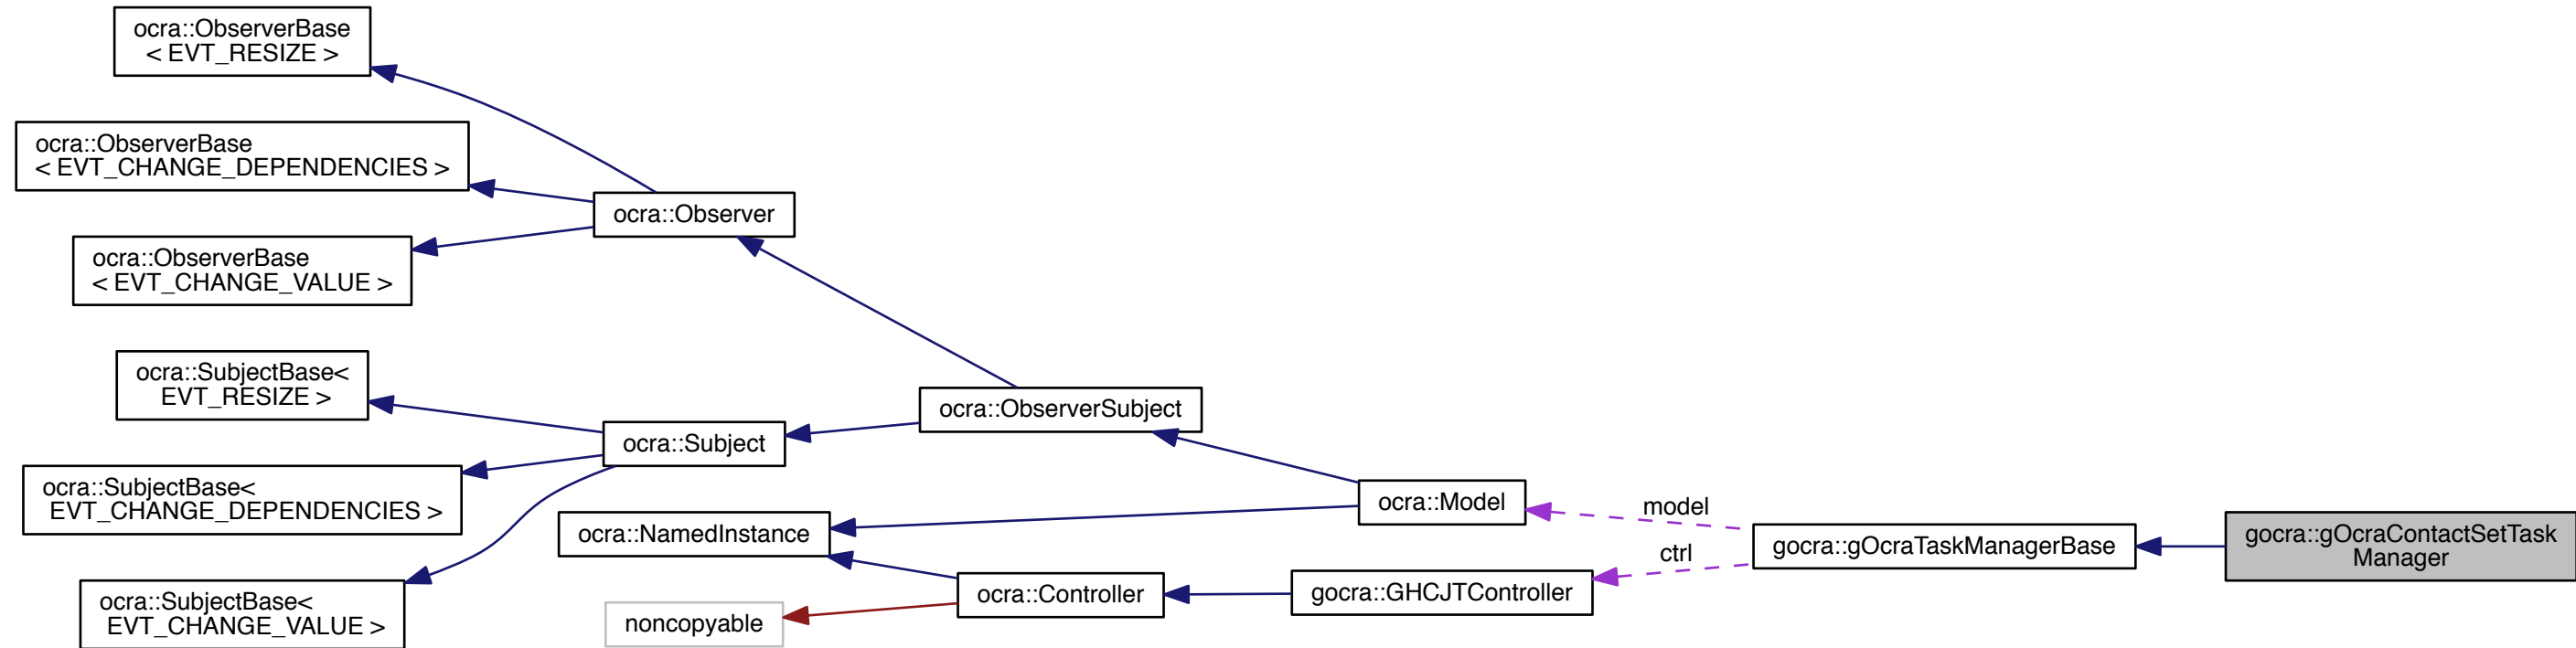 ocra::ObserverBase
< EVT_RESIZE >
ocra::ObserverBase
< EVT_CHANGE_DEPENDENCIES >
ocra::Observer
ocra::ObserverBase
< EVT_CHANGE_VALUE >
ocra::SubjectBase<
EVT_RESIZE >
ocra::ObserverSubject
ocra::Subject
ocra::SubjectBase<
EVT_CHANGE_DEPENDENCIES >
ocra::Model
model
ocra::NamedInstance
ctrl
gocra::gOcraTaskManagerBase
gocra::gOcraContactSetTask
Manager
ocra::Controller
gocra::GHCJTController
ocra::SubjectBase<
EVT_CHANGE_VALUE >
noncopyable